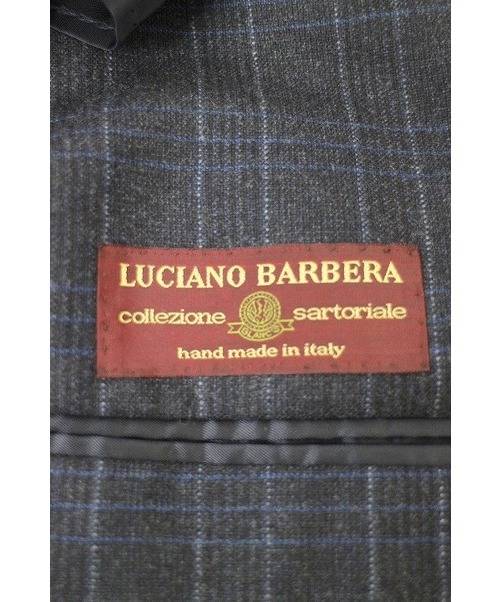 LUCIANO BARBERA
collezione sartoriale
hand made in italy